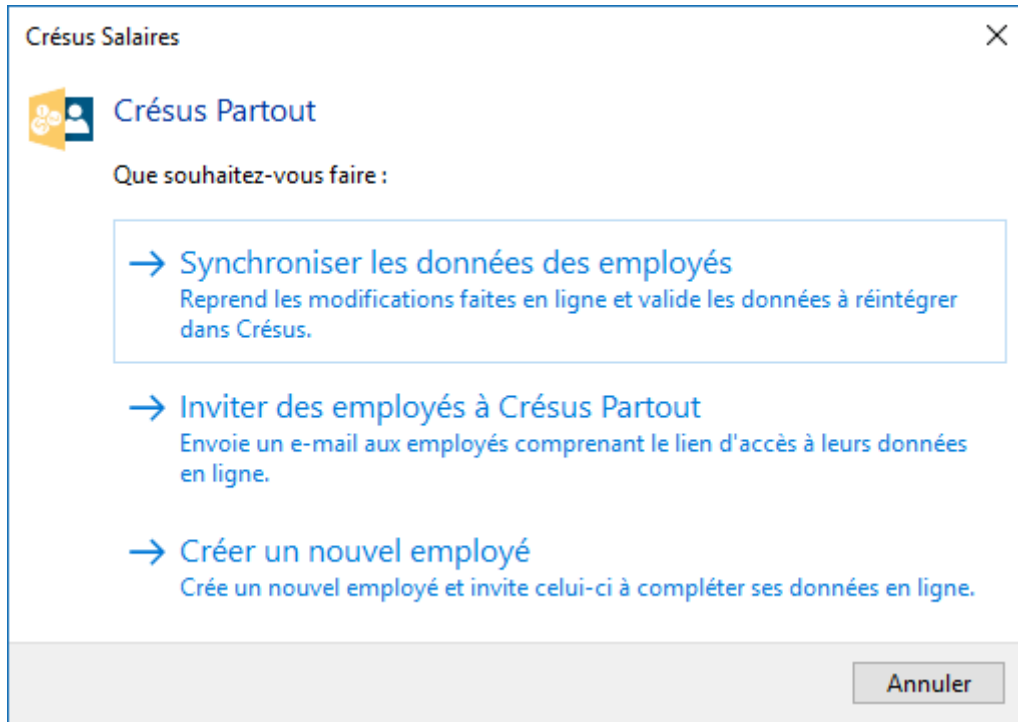 Crésus Salaires
Crésus Partout
Que souhaitez-vous faire :
Synchroniser les données des employés
Reprend les modifications faites en ligne et valide les données à réintégrer
dans Crésus.
Inviter des employés à Crésus Partout
Envoie un e-mail aux employés comprenant le lien d'accès à leurs données
en ligne.
Créer un nouvel employé
Crée un nouvel employé et invite celui-ci à compléter ses données en ligne.
Annuler